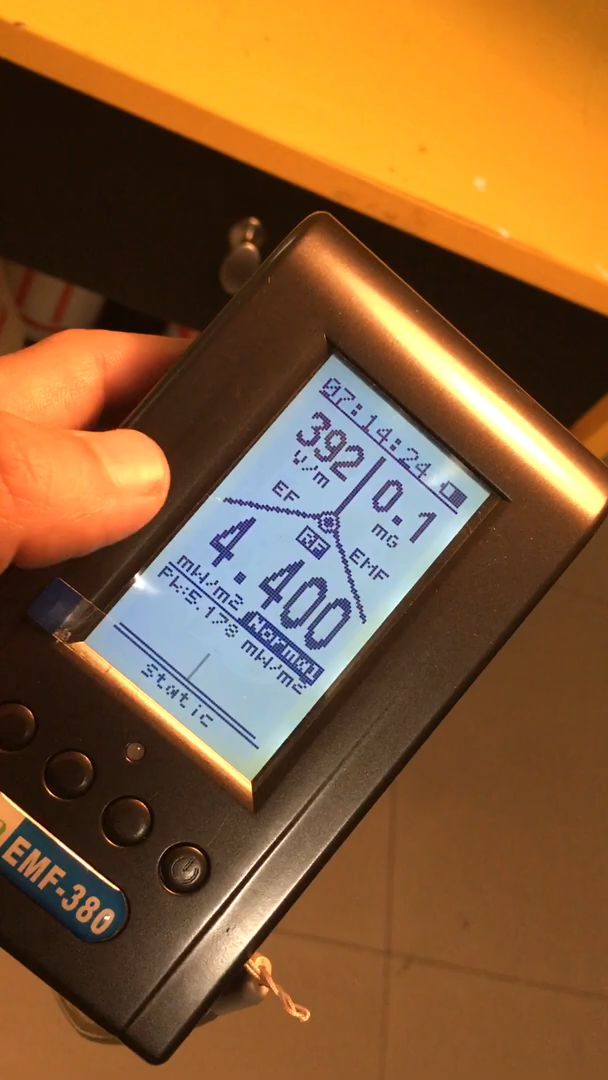 07:14:24
392
V/m
0.1
mG
EF
RF
EMF
4.400
mW/m2
Normal
Pk:5.178 mW/m2
Static
EMF-380